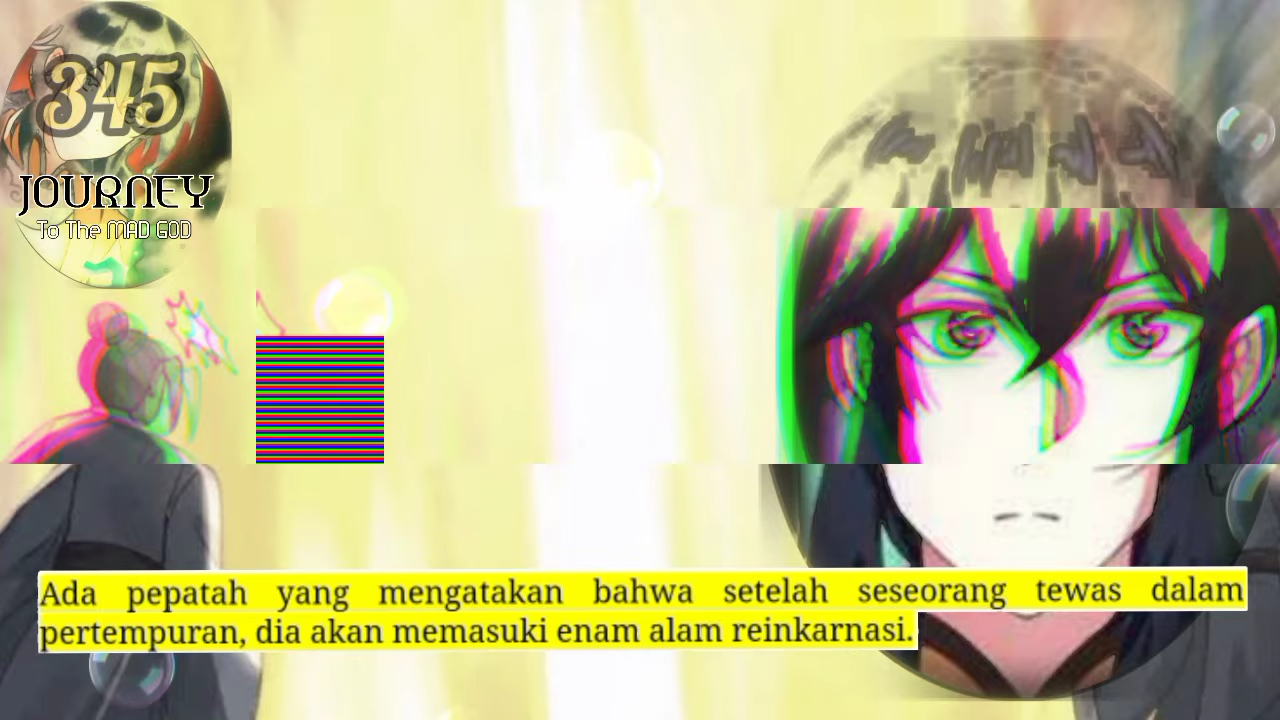 345
JOURNEY
To The MAD GOD
Ada pepatah yang mengatakan bahwa setelah seseorang tewas dalam
pertempuran, dia akan memasuki enam alam reinkarnasi.